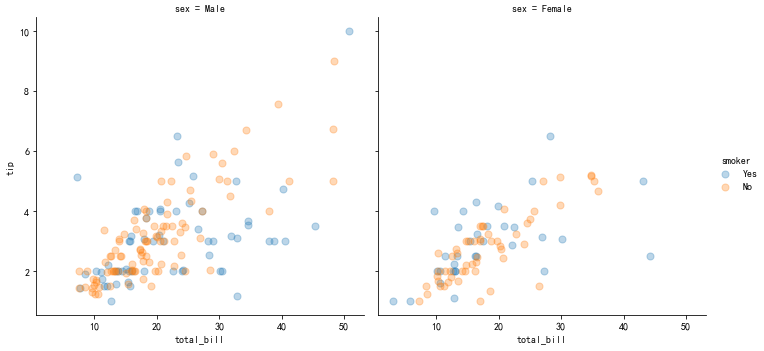 sex = Male
sex = Female
10
8
6
4
2
tip
10
20
30
40
50
total_bill
10
20
30
40
50
total_bill
smoker
Yes
No